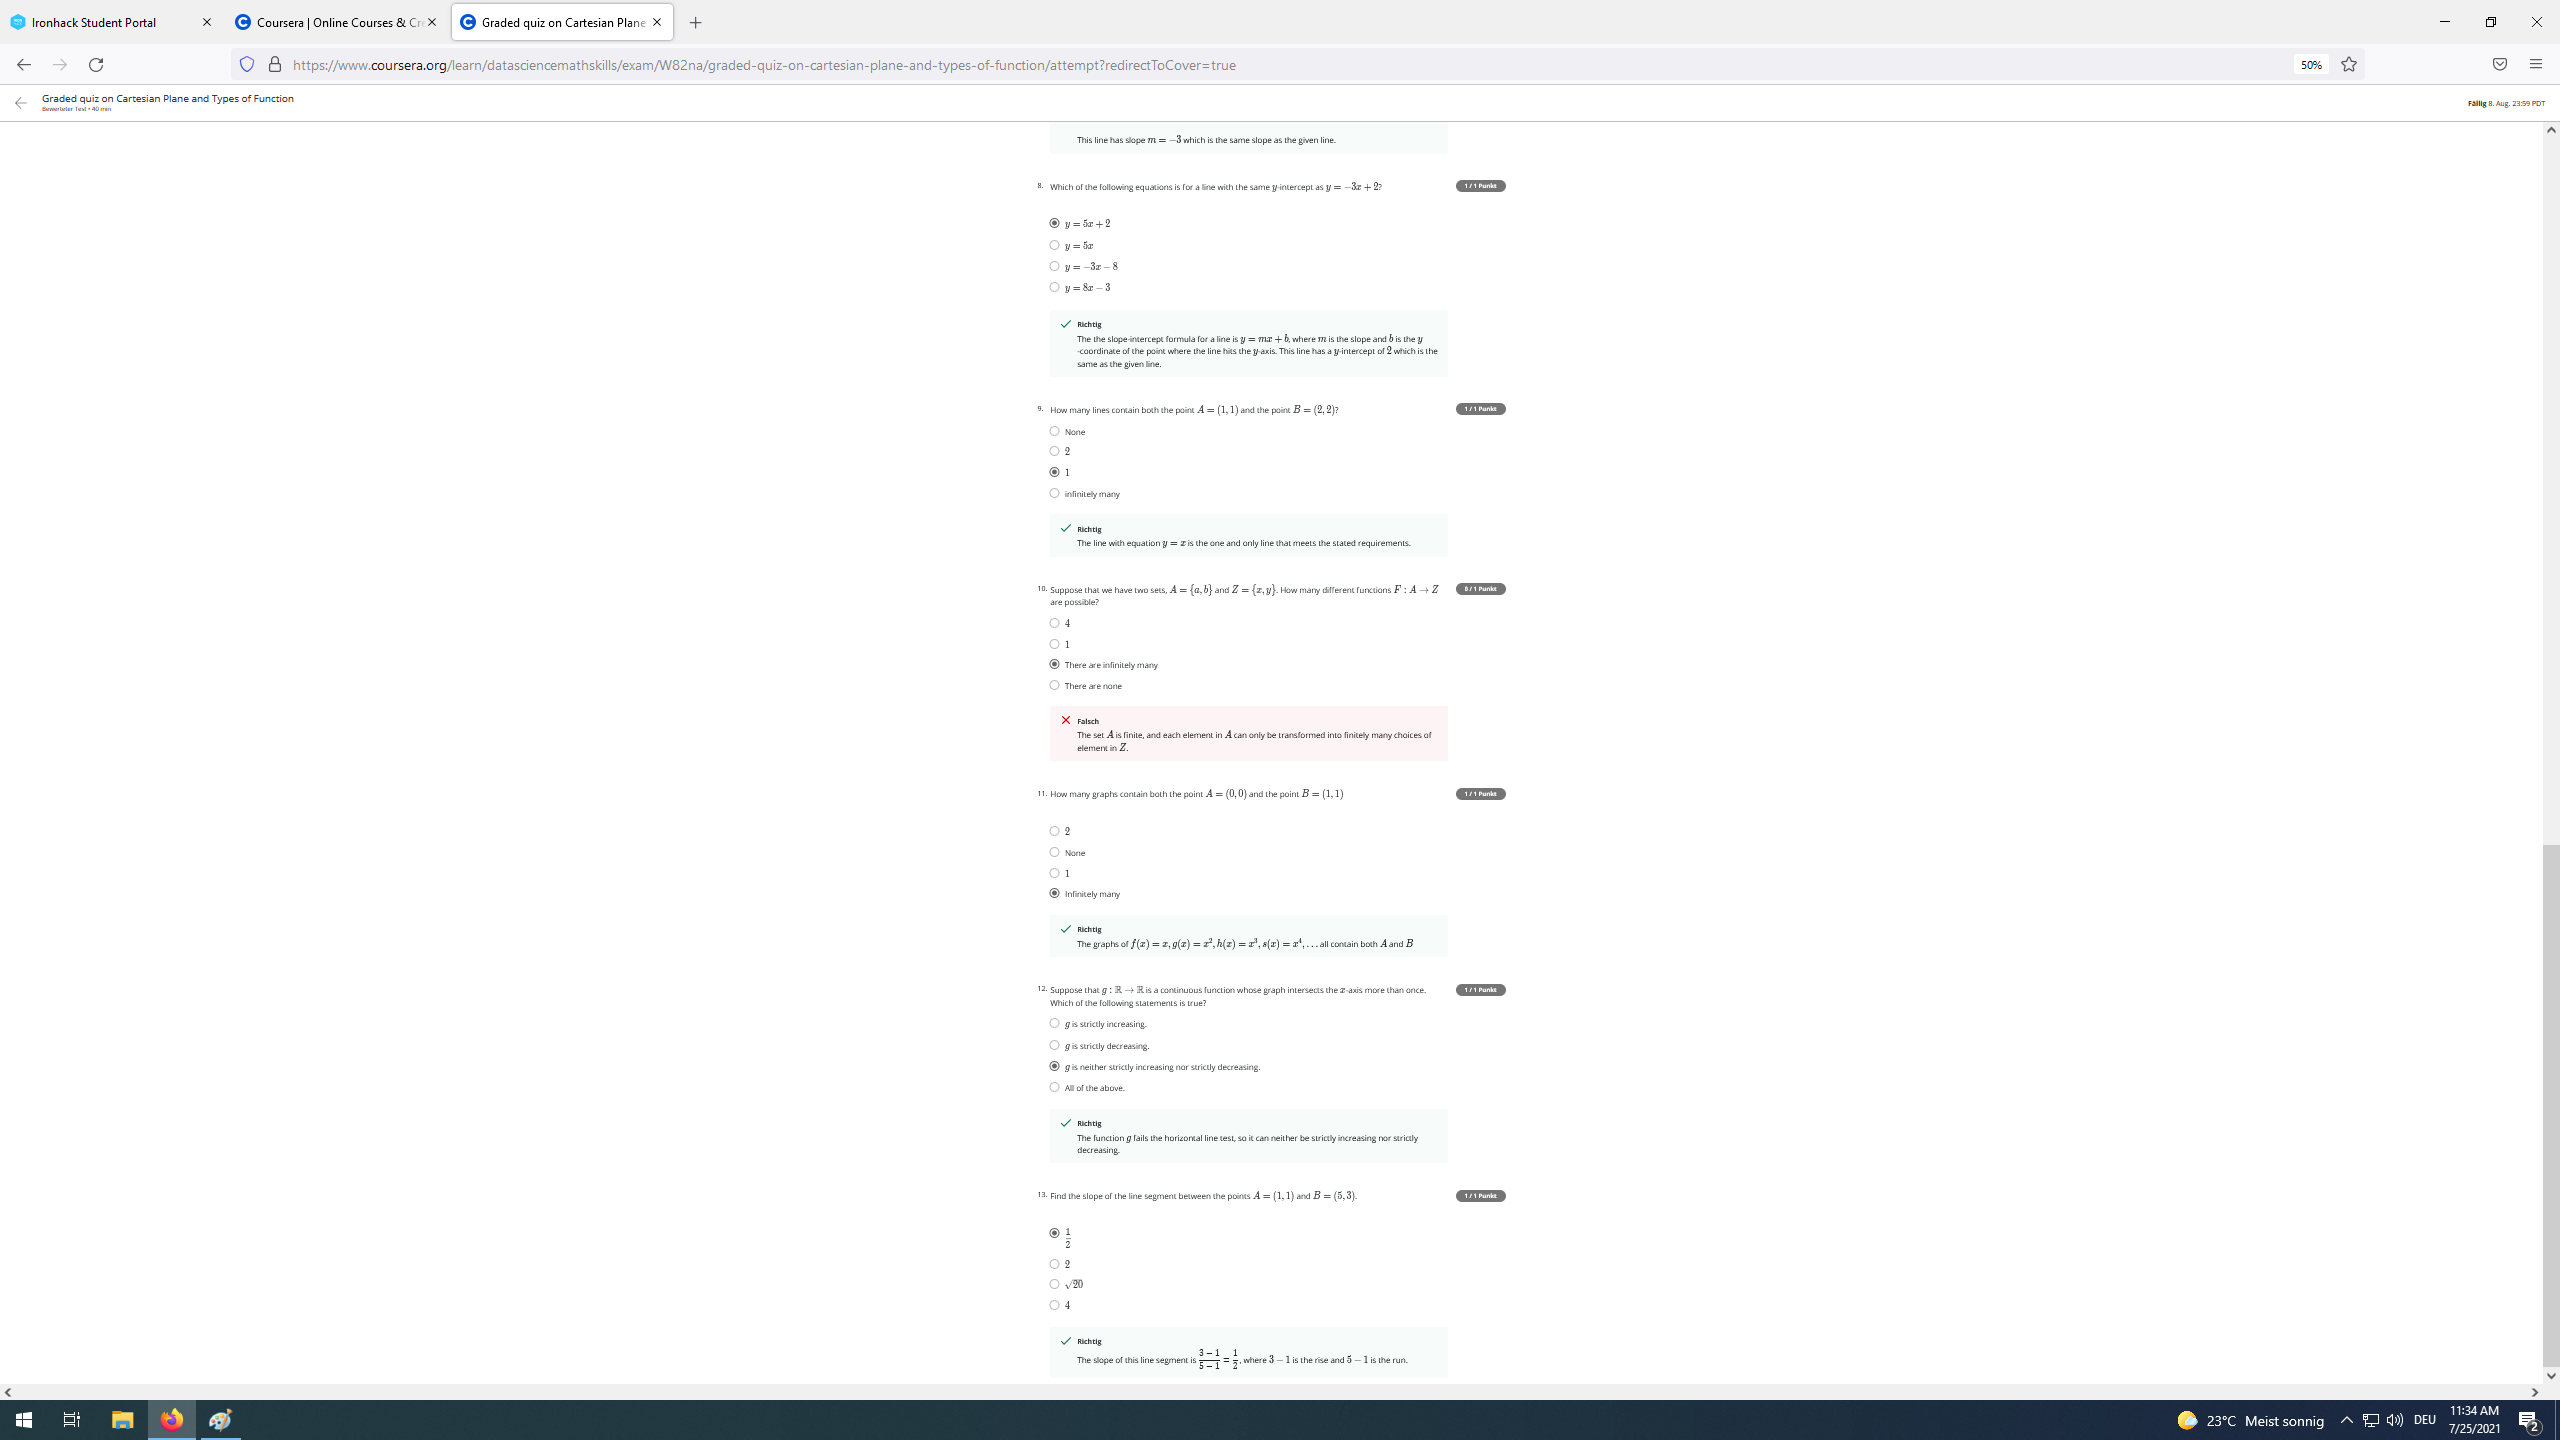 Ironhack Student Portal
Coursera | Online Courses & Cre
Graded quiz on Cartesian Plane
https://www.coursera.org/learn/datasciencemathskills/exam/W82na/graded-quiz-on-cartesian-plane-and-types-of-function/attempt?redirectToCover=true
50%
Graded quiz on Cartesian Plane and Types of Function
Bewerteter Test • 40 min
Fällig 8. Aug. 23:59 PDT
This line has slope m = −3 which is the same slope as the given line.
8. Which of the following equations is for a line with the same y-intercept as y = −3x + 2?
1 / 1 Punkt
y = 5x + 2
y = 5x
y = −3x − 8
y = 8x − 3
Richtig
The the slope-intercept formula for a line is y = mx + b, where m is the slope and b is the y
-coordinate of the point where the line hits the y-axis. This line has a y-intercept of 2 which is the
same as the given line.
9. How many lines contain both the point A = (1, 1) and the point B = (2, 2)?
1 / 1 Punkt
None
2
1
infinitely many
Richtig
The line with equation y = x is the one and only line that meets the stated requirements.
10. Suppose that we have two sets, A = {a, b} and Z = {x, y}. How many different functions F : A → Z
are possible?
0 / 1 Punkt
4
1
There are infinitely many
There are none
Falsch
The set A is finite, and each element in A can only be transformed into finitely many choices of
element in Z.
11. How many graphs contain both the point A = (0, 0) and the point B = (1, 1)
1 / 1 Punkt
2
None
1
Infinitely many
Richtig
The graphs of f(x) = x, g(x) = x², h(x) = x³, s(x) = x⁴, . . . all contain both A and B
12. Suppose that g : ℝ → ℝ is a continuous function whose graph intersects the x-axis more than once.
Which of the following statements is true?
1 / 1 Punkt
g is strictly increasing.
g is strictly decreasing.
g is neither strictly increasing nor strictly decreasing.
All of the above.
Richtig
The function g fails the horizontal line test, so it can neither be strictly increasing nor strictly
decreasing.
13. Find the slope of the line segment between the points A = (1, 1) and B = (5, 3).
1 / 1 Punkt
1/2
2
√20
4
Richtig
The slope of this line segment is (3 − 1)/(5 − 1) = 1/2, where 3 − 1 is the rise and 5 − 1 is the run.
23°C Meist sonnig
DEU
11:34 AM
7/25/2021
2